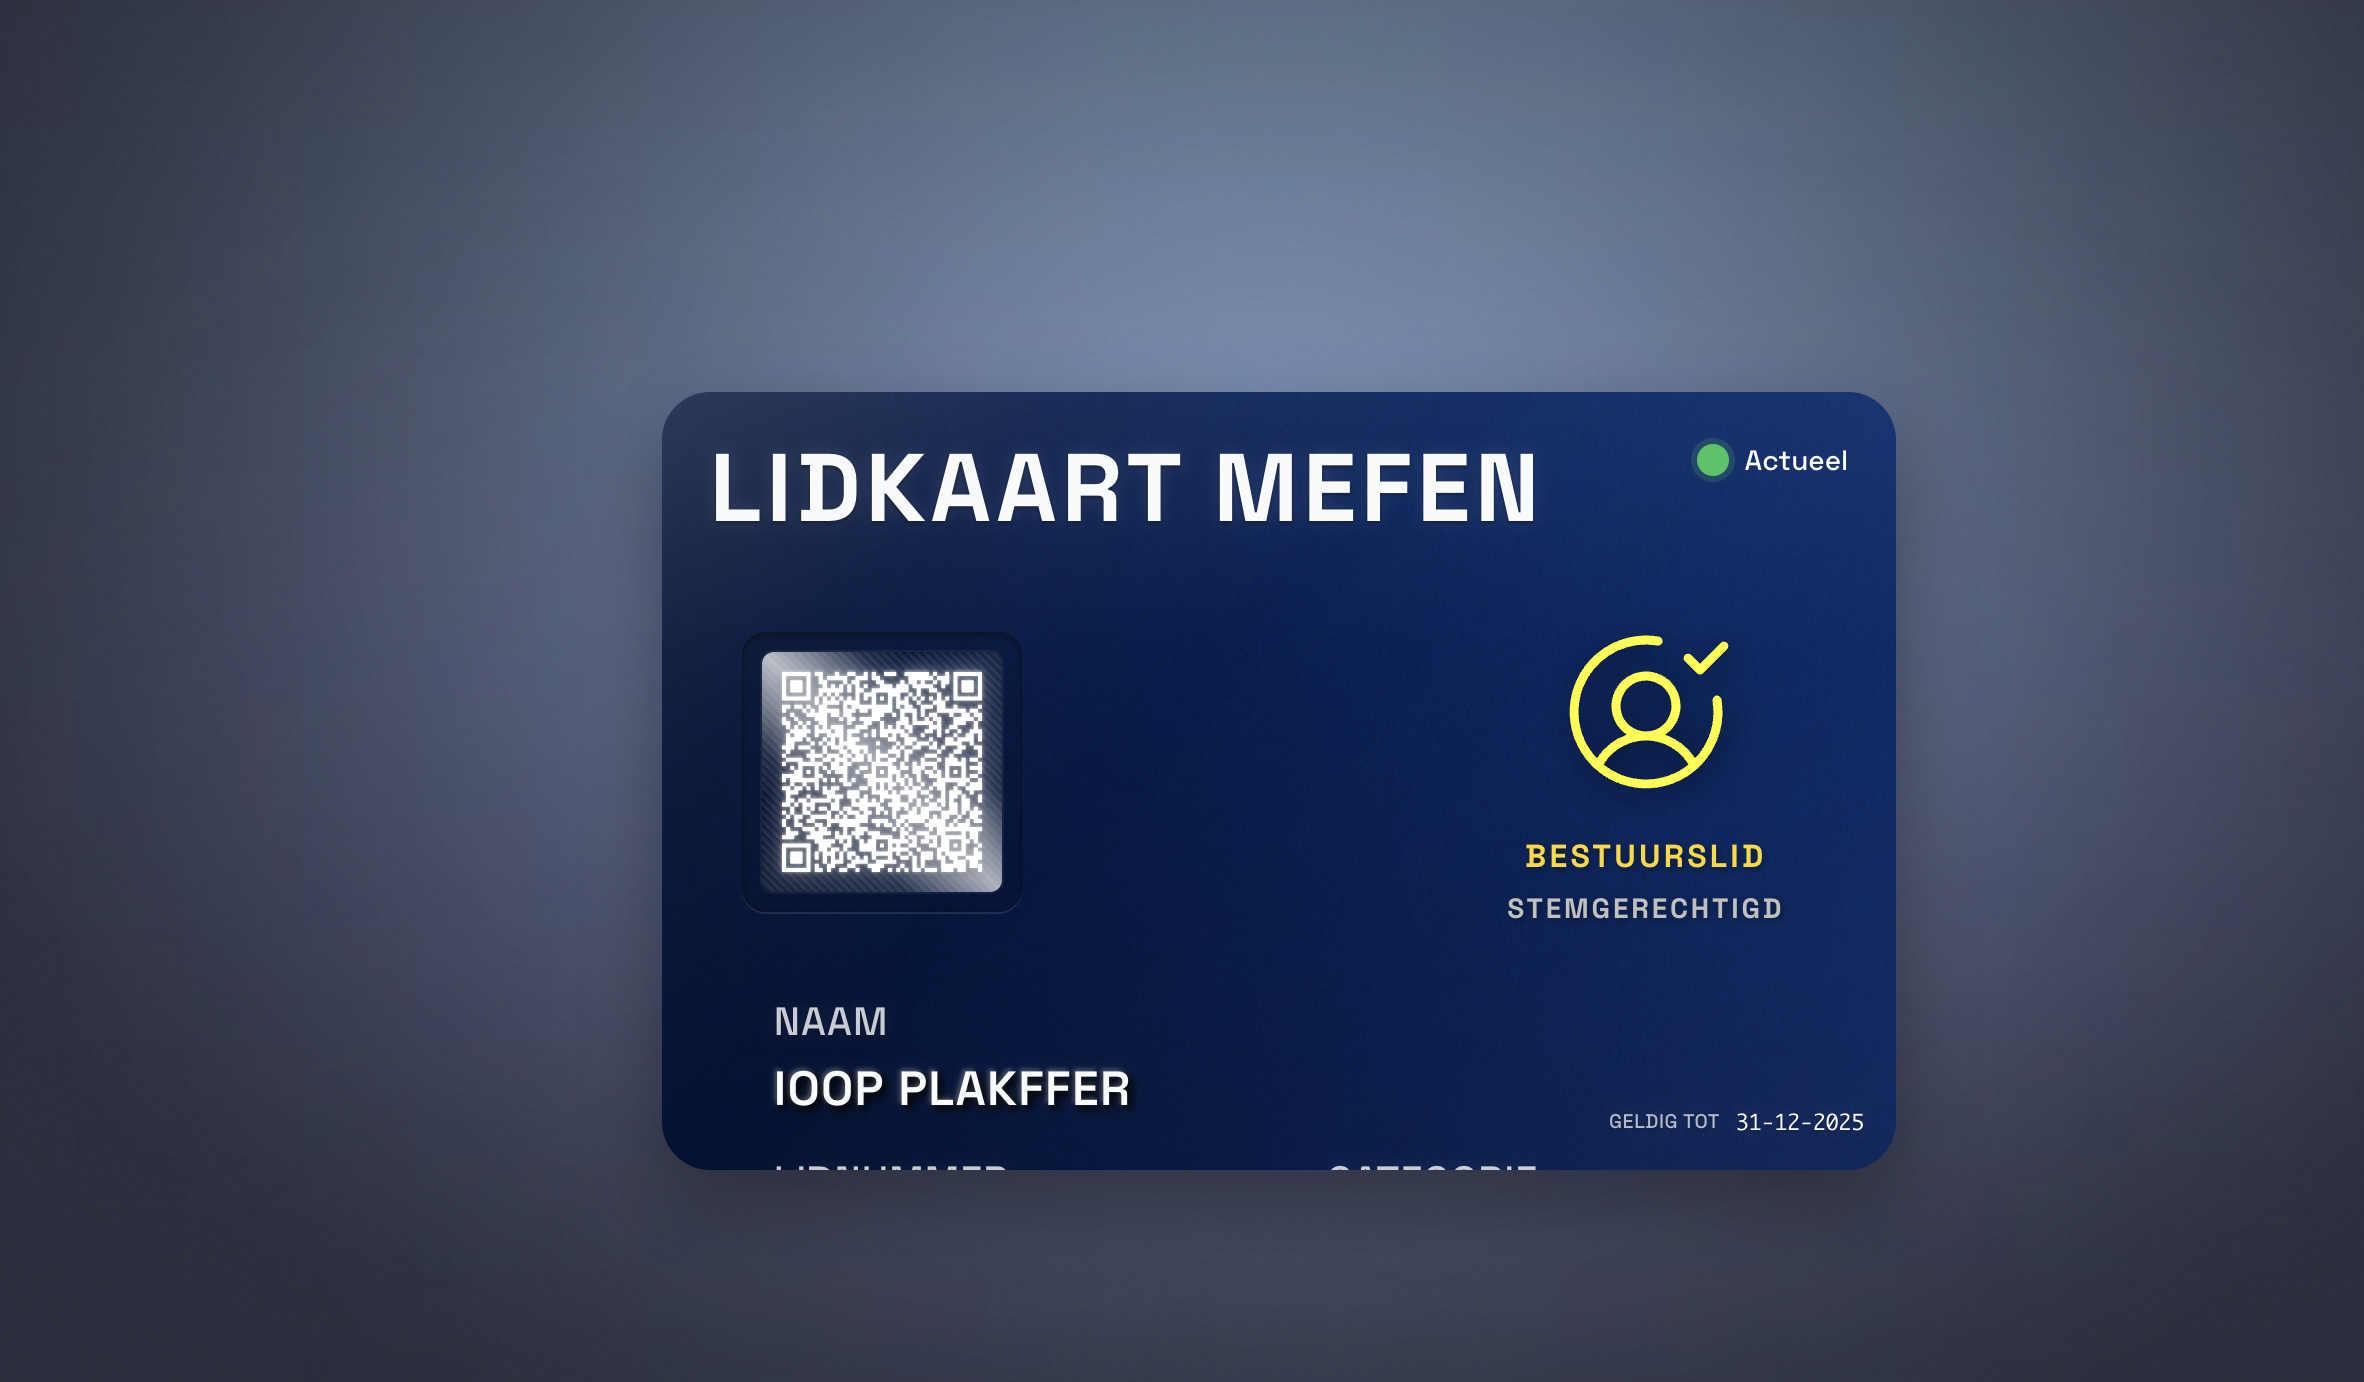 LIDKAART MEFEN
Actueel
BESTUURSLID
STEMGERECHTIGD
NAAM
IOOP PLAKFFER
GELDIG TOT 31-12-2025